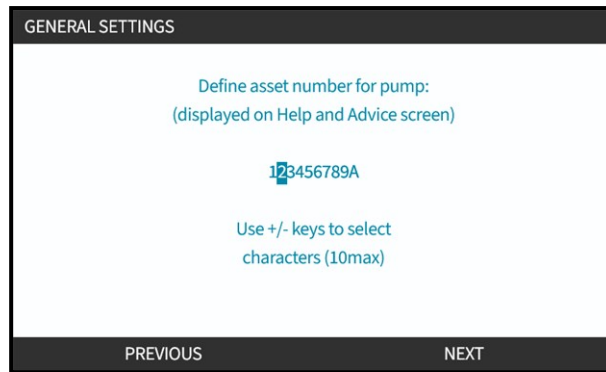 GENERAL SETTINGS
Define asset number for pump:
(displayed on Help and Advice screen)
123456789A
Use +/- keys to select
characters (10max)
PREVIOUS NEXT